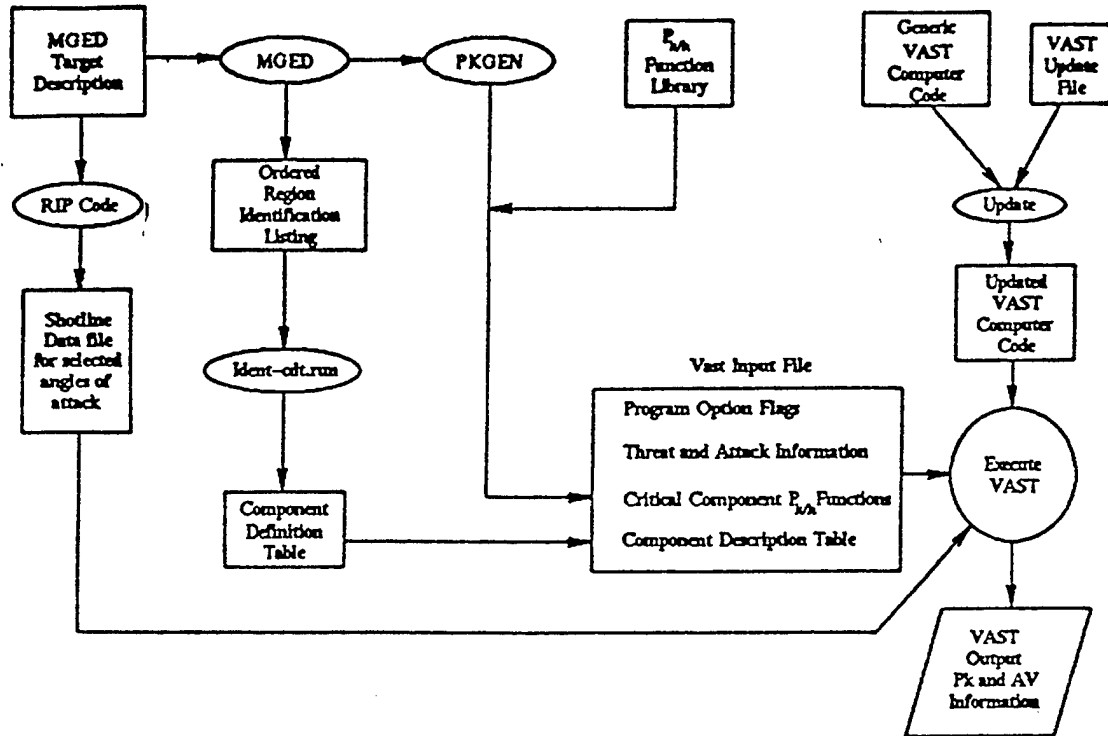 MGED
Target
Description
MGED
PKGEN
P k/h
Function
Library
Generic
VAST
Computer
Code
VAST
Update
File
RIP Code
Ordered
Region
Identification
Listing
Update
Shotline
Data file
for selected
angles of
attack
Ident-cdt.run
Updated
VAST
Computer
Code
Vast Input File
Program Option Flags
Threat and Attack Information
Critical Component P k/h Functions
Component Description Table
Execute
VAST
Component
Definition
Table
VAST
Output
Pk and AV
Information